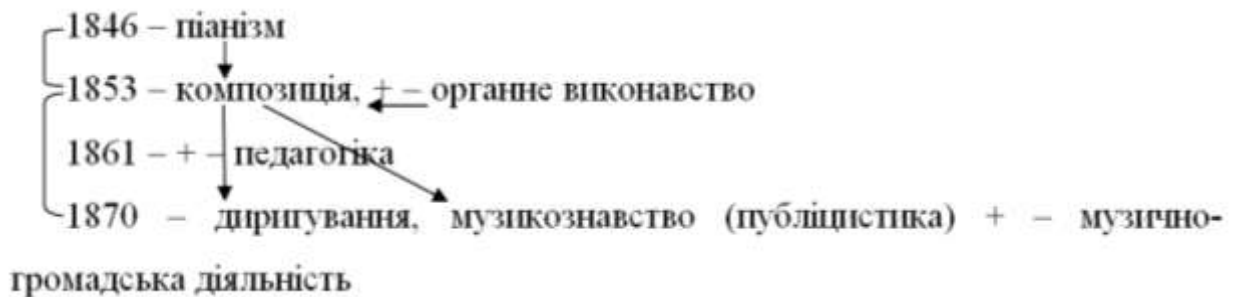 1846 – піанізм
1853 – композиція, + – органне виконавство
1861 – + – педагогіка
1870 – диригування, музикознавство (публіцистика) + – музично-
громадська діяльність